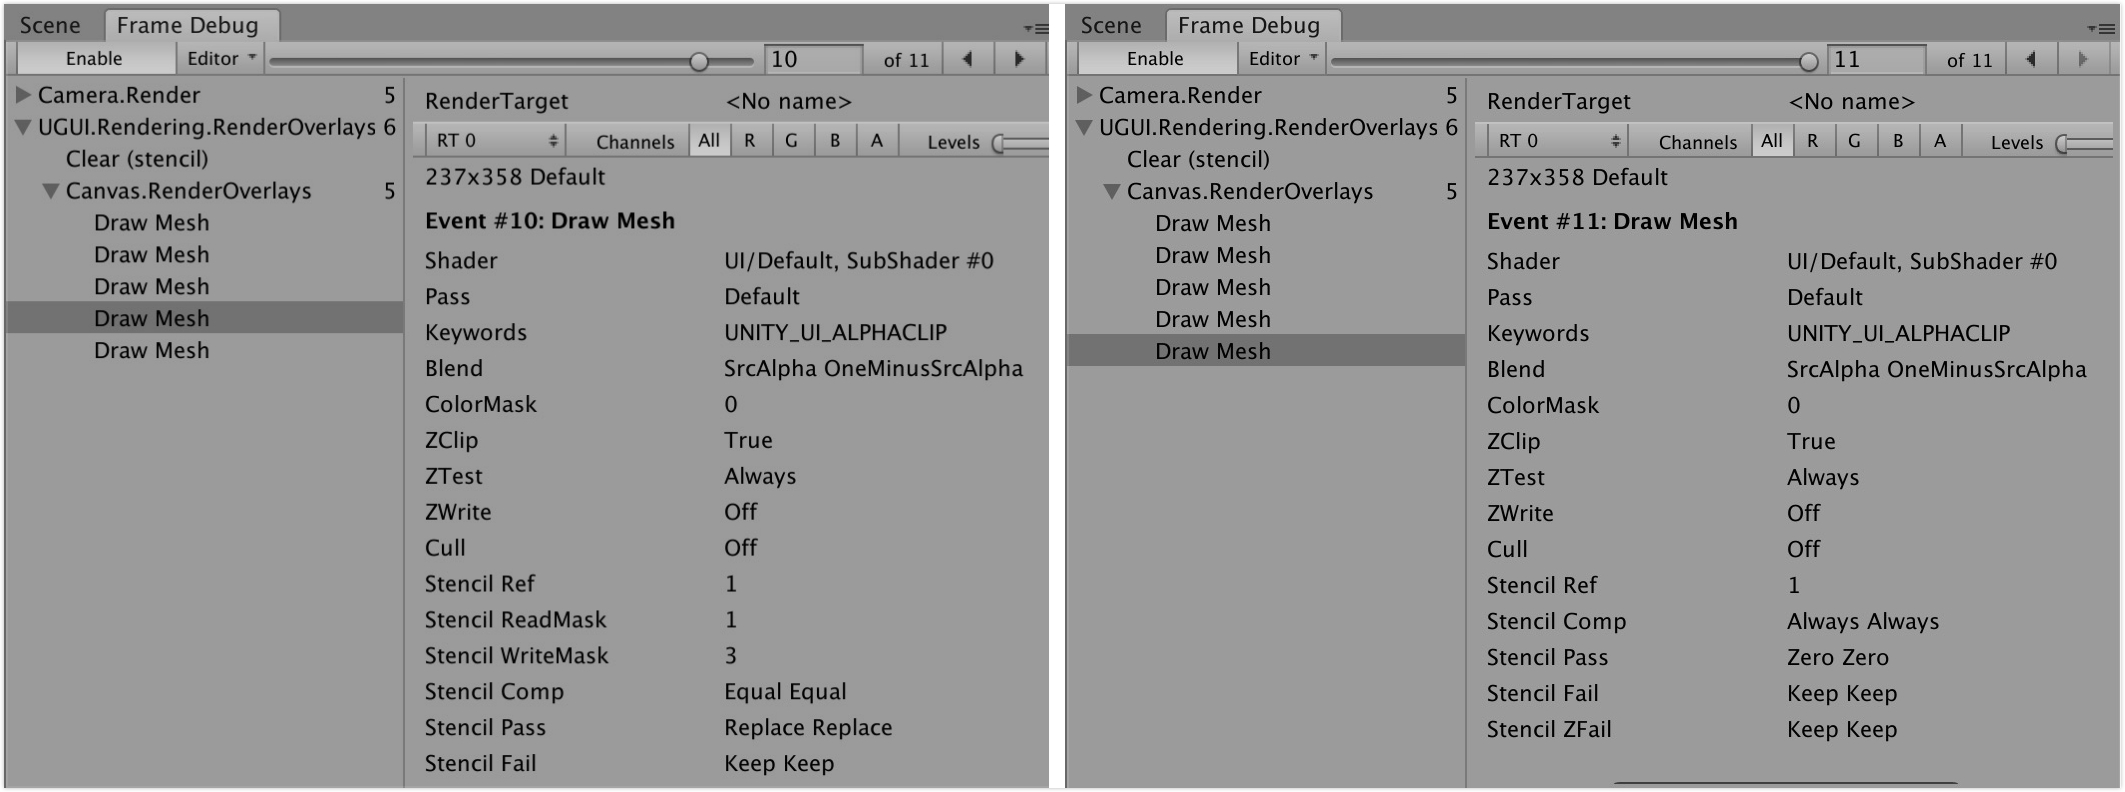 Scene Frame Debug
Enable Editor 10 of 11
Camera.Render 5
UGUI.Rendering.RenderOverlays 6
Clear (stencil)
Canvas.RenderOverlays 5
Draw Mesh
Draw Mesh
Draw Mesh
Draw Mesh
Draw Mesh
RenderTarget <No name>
RT 0 Channels All R G B A Levels
237x358 Default
Event #10: Draw Mesh
Shader UI/Default, SubShader #0
Pass Default
Keywords UNITY_UI_ALPHACLIP
Blend SrcAlpha OneMinusSrcAlpha
ColorMask 0
ZClip True
ZTest Always
ZWrite Off
Cull Off
Stencil Ref 1
Stencil ReadMask 1
Stencil WriteMask 3
Stencil Comp Equal Equal
Stencil Pass Replace Replace
Stencil Fail Keep Keep
Scene Frame Debug
Enable Editor 11 of 11
Camera.Render 5
UGUI.Rendering.RenderOverlays 6
Clear (stencil)
Canvas.RenderOverlays 5
Draw Mesh
Draw Mesh
Draw Mesh
Draw Mesh
Draw Mesh
RenderTarget <No name>
RT 0 Channels All R G B A Levels
237x358 Default
Event #11: Draw Mesh
Shader UI/Default, SubShader #0
Pass Default
Keywords UNITY_UI_ALPHACLIP
Blend SrcAlpha OneMinusSrcAlpha
ColorMask 0
ZClip True
ZTest Always
ZWrite Off
Cull Off
Stencil Ref 1
Stencil Comp Always Always
Stencil Pass Zero Zero
Stencil Fail Keep Keep
Stencil ZFail Keep Keep